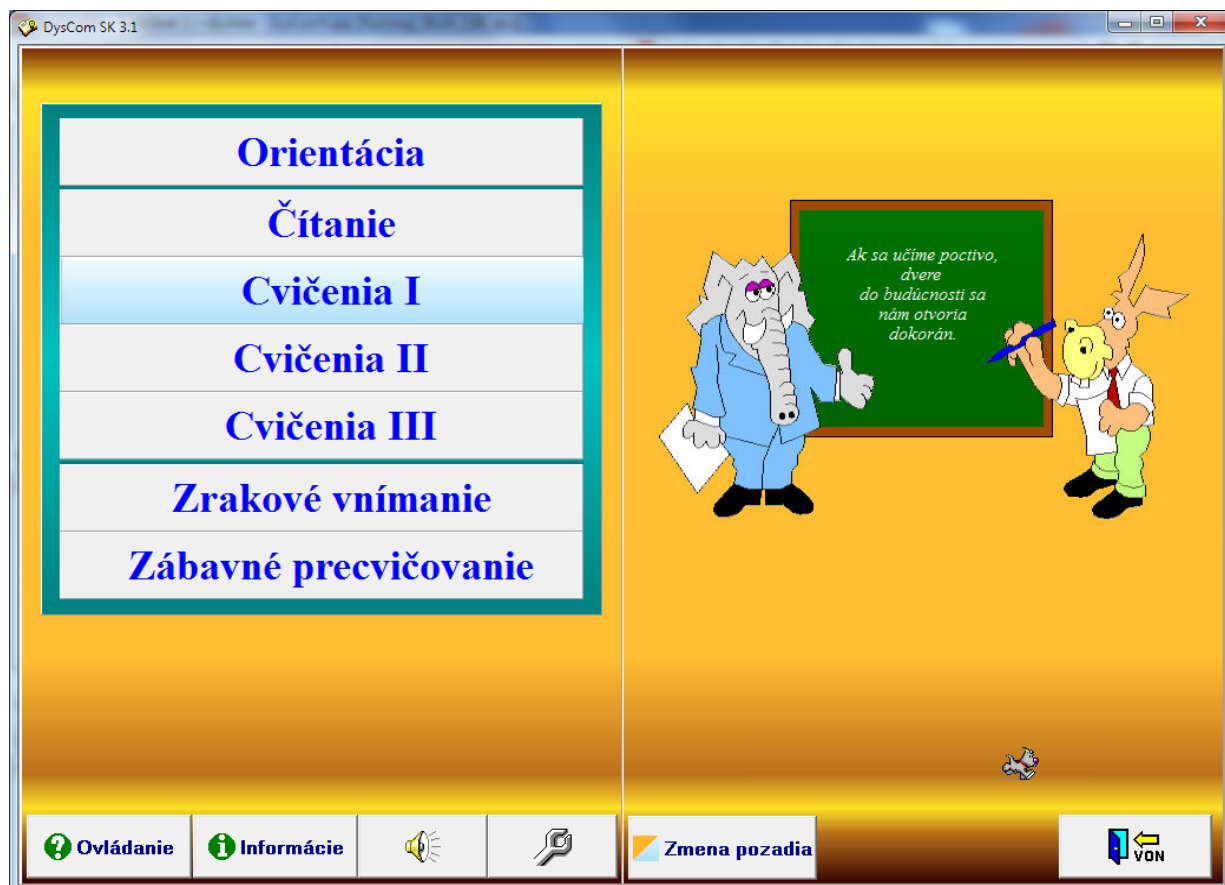 DysCom SK 3.1
Orientácia
Čítanie
Cvičenia I
Cvičenia II
Cvičenia III
Zrakové vnímanie
Zábavné precvičovanie
Ak sa učíme poctivo,
dvere
do budúcnosti sa
nám otvoria
dokorán.
Ovládanie
Informácie
Zmena pozadia
VON